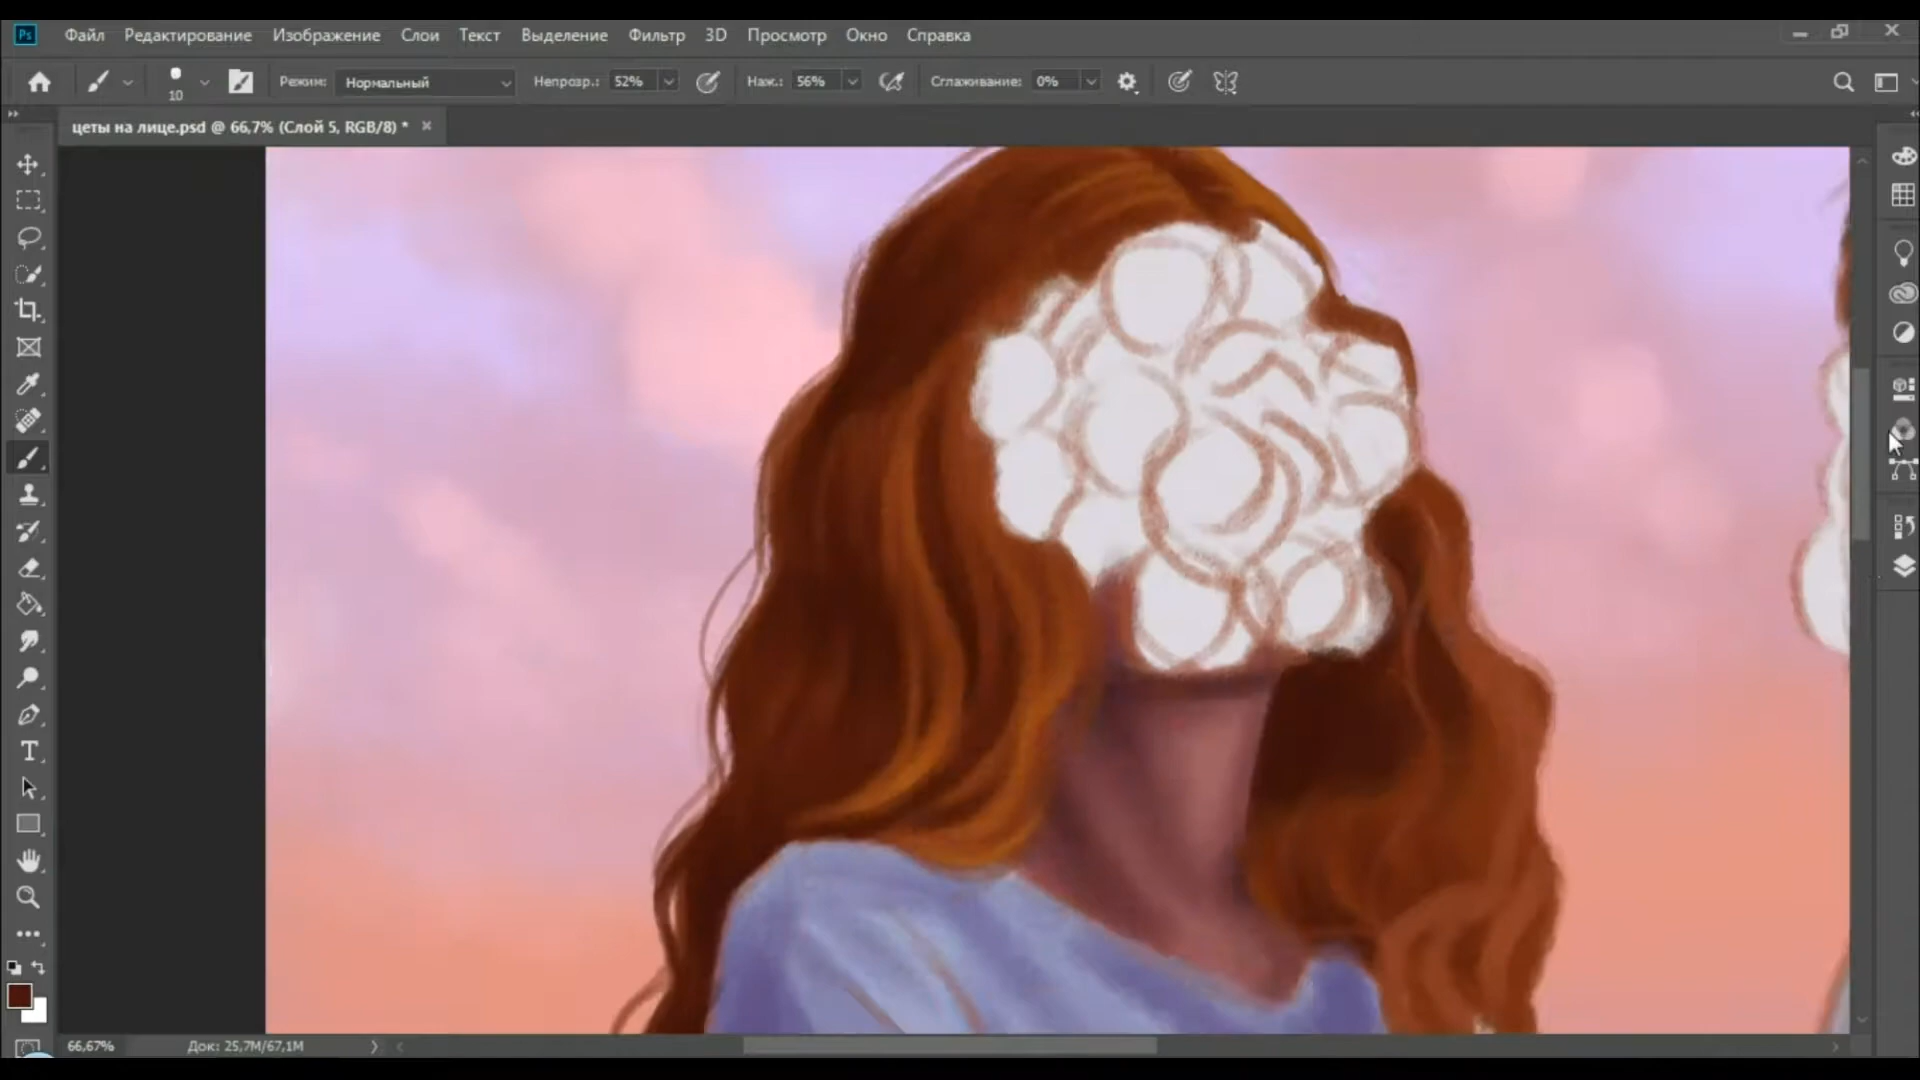 Ps Файл Редактирование Изображение Слои Текст Выделение Фильтр 3D Просмотр Окно Справка
10 Режим: Нормальный Непрозр.: 52% Наж.: 56% Сглаживание: 0%
цеты на лице.psd @ 66,7% (Слой 5, RGB/8) *
66,67% Док: 25,7M/67,1M